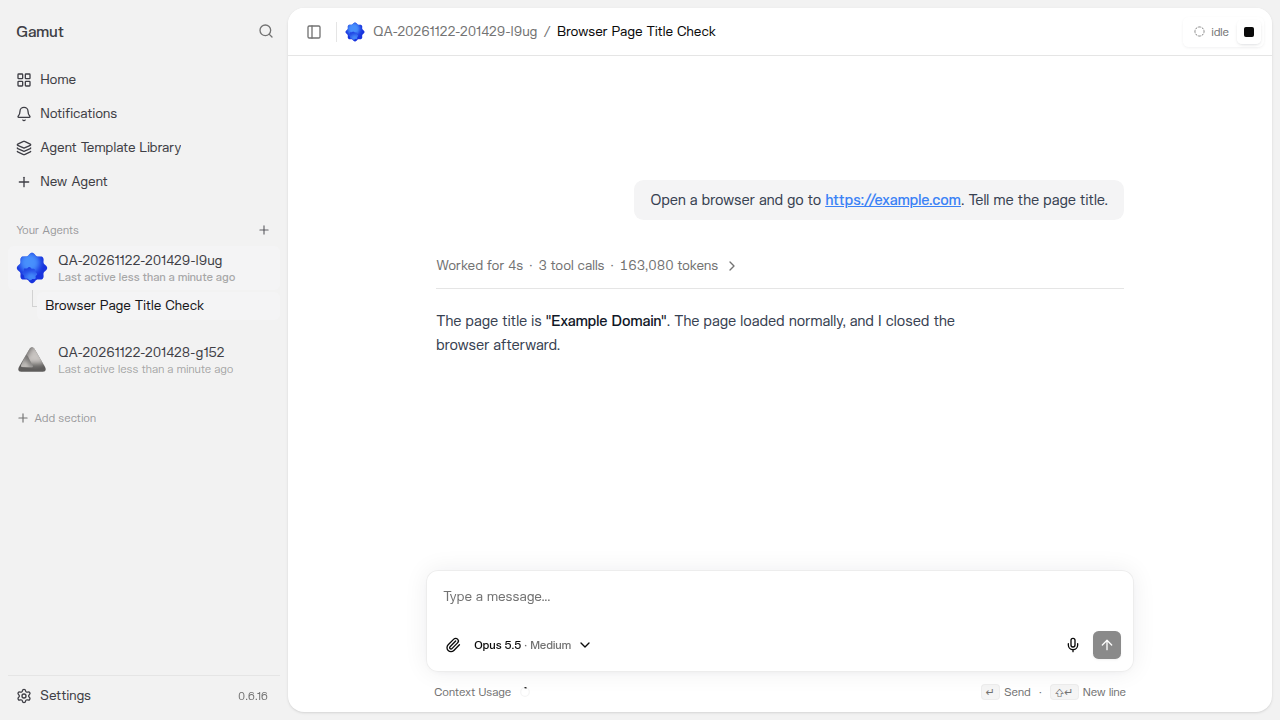 Gamut
Home
Notifications
Agent Template Library
New Agent
Your Agents
QA-20261122-201429-l9ug
Last active less than a minute ago
Browser Page Title Check
QA-20261122-201428-g152
Last active less than a minute ago
Add section
Settings
0.6.16
QA-20261122-201429-l9ug / Browser Page Title Check
idle
Open a browser and go to https://example.com. Tell me the page title.
Worked for 4s · 3 tool calls · 163,080 tokens
The page title is "Example Domain". The page loaded normally, and I closed the
browser afterward.
Type a message...
Opus 5.5 · Medium
Context Usage
Send · New line